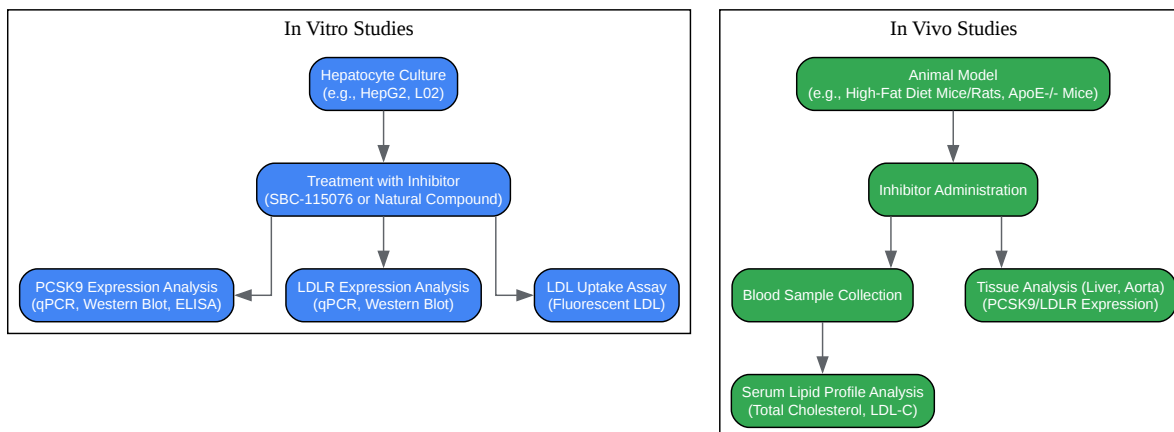 In Vitro Studies
Hepatocyte Culture
(e.g., HepG2, L02)
Treatment with Inhibitor
(SBC-115076 or Natural Compound)
PCSK9 Expression Analysis
(qPCR, Western Blot, ELISA)
LDLR Expression Analysis
(qPCR, Western Blot)
LDL Uptake Assay
(Fluorescent LDL)
In Vivo Studies
Animal Model
(e.g., High-Fat Diet Mice/Rats, ApoE-/- Mice)
Inhibitor Administration
Blood Sample Collection
Tissue Analysis (Liver, Aorta)
(PCSK9/LDLR Expression)
Serum Lipid Profile Analysis
(Total Cholesterol, LDL-C)